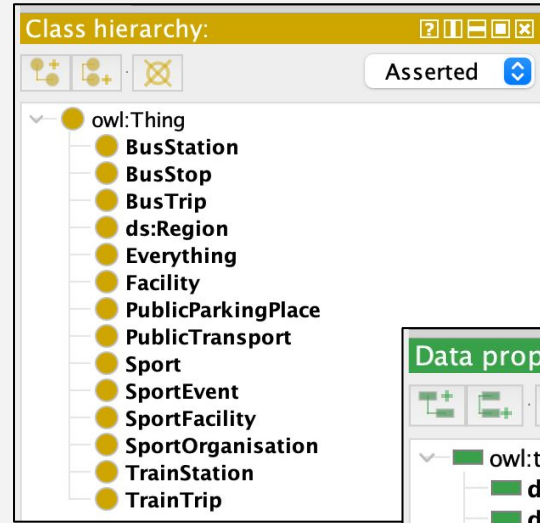 Class hierarchy:
Asserted
owl:Thing
BusStation
BusStop
BusTrip
ds:Region
Everything
Facility
PublicParkingPlace
PublicTransport
Sport
SportEvent
SportFacility
SportOrganisation
TrainStation
TrainTrip
Data prop
owl:t
d
d